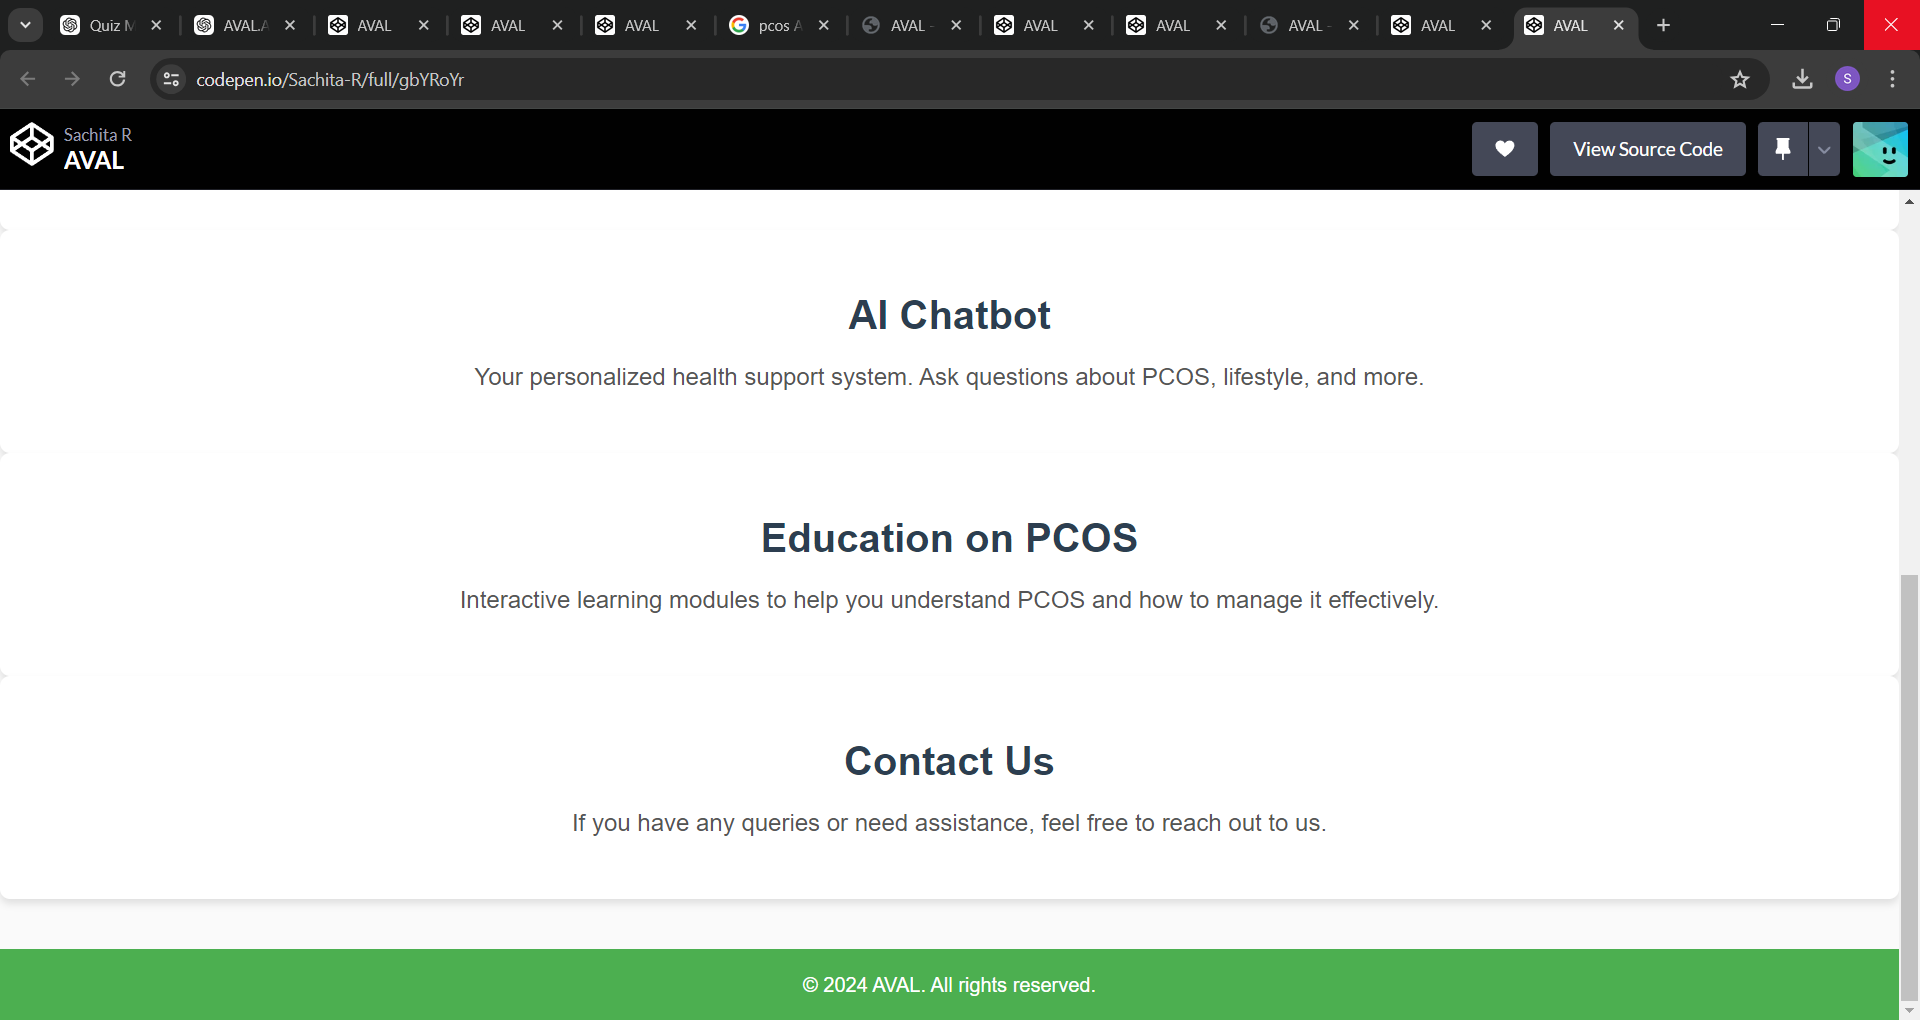 Quiz M
AVAL.A
AVAL
AVAL
AVAL
pcos A
AVAL -
AVAL
AVAL
AVAL -
AVAL
AVAL
codepen.io/Sachita-R/full/gbYRoYr
S
Sachita R
AVAL
View Source Code
AI Chatbot
Your personalized health support system. Ask questions about PCOS, lifestyle, and more.
Education on PCOS
Interactive learning modules to help you understand PCOS and how to manage it effectively.
Contact Us
If you have any queries or need assistance, feel free to reach out to us.
© 2024 AVAL. All rights reserved.